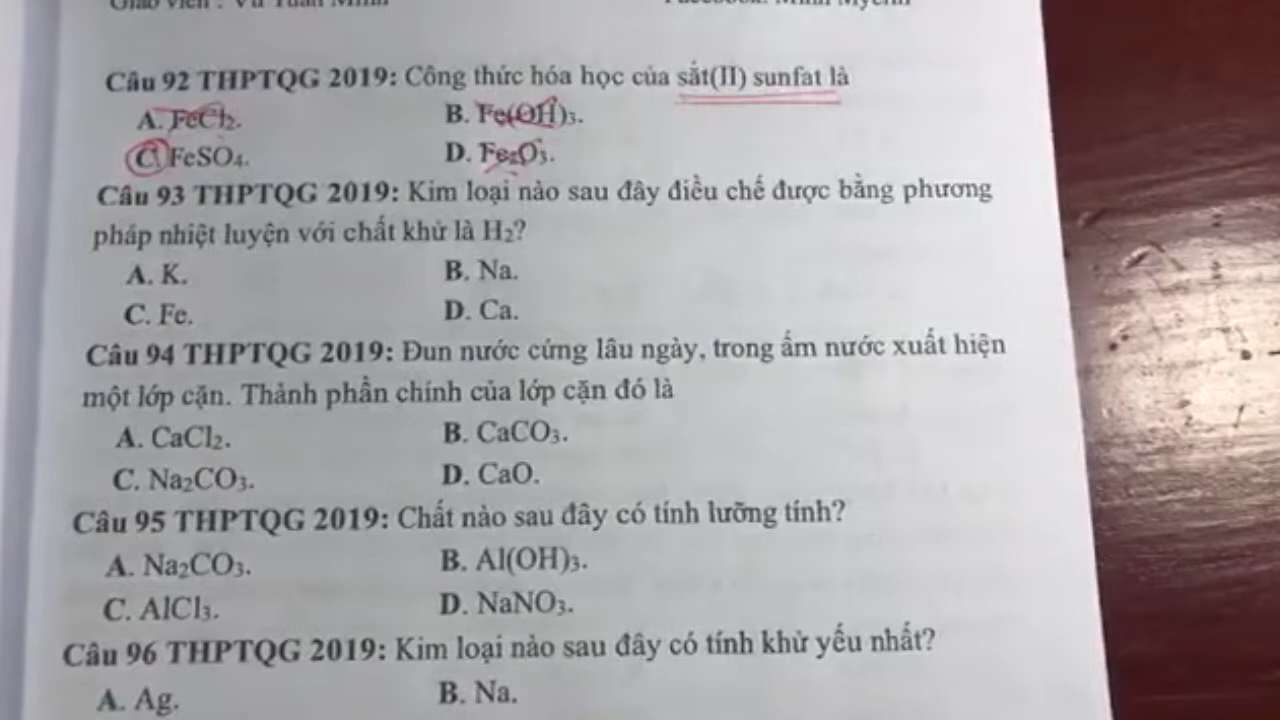 Câu 92 THPTQG 2019: Công thức hóa học của sắt(II) sunfat là
A. FeCl₂. B. Fe(OH)₃.
C. FeSO₄. D. Fe₂O₃.
Câu 93 THPTQG 2019: Kim loại nào sau đây điều chế được bằng phương
pháp nhiệt luyện với chất khử là H₂?
A. K. B. Na.
C. Fe. D. Ca.
Câu 94 THPTQG 2019: Đun nước cứng lâu ngày, trong ấm nước xuất hiện
một lớp cặn. Thành phần chính của lớp cặn đó là
A. CaCl₂. B. CaCO₃.
C. Na₂CO₃. D. CaO.
Câu 95 THPTQG 2019: Chất nào sau đây có tính lưỡng tính?
A. Na₂CO₃. B. Al(OH)₃.
C. AlCl₃. D. NaNO₃.
Câu 96 THPTQG 2019: Kim loại nào sau đây có tính khử yếu nhất?
A. Ag. B. Na.